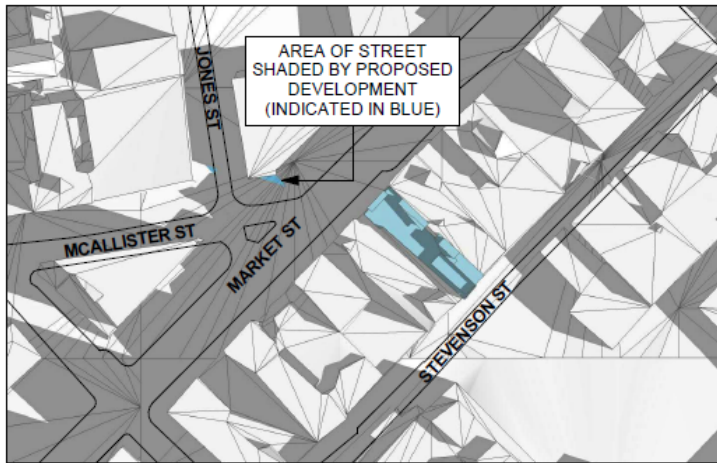 JONES ST
AREA OF STREET
SHADED BY PROPOSED
DEVELOPMENT
(INDICATED IN BLUE)
MCALLISTER ST
MARKET ST
STEVENSON ST